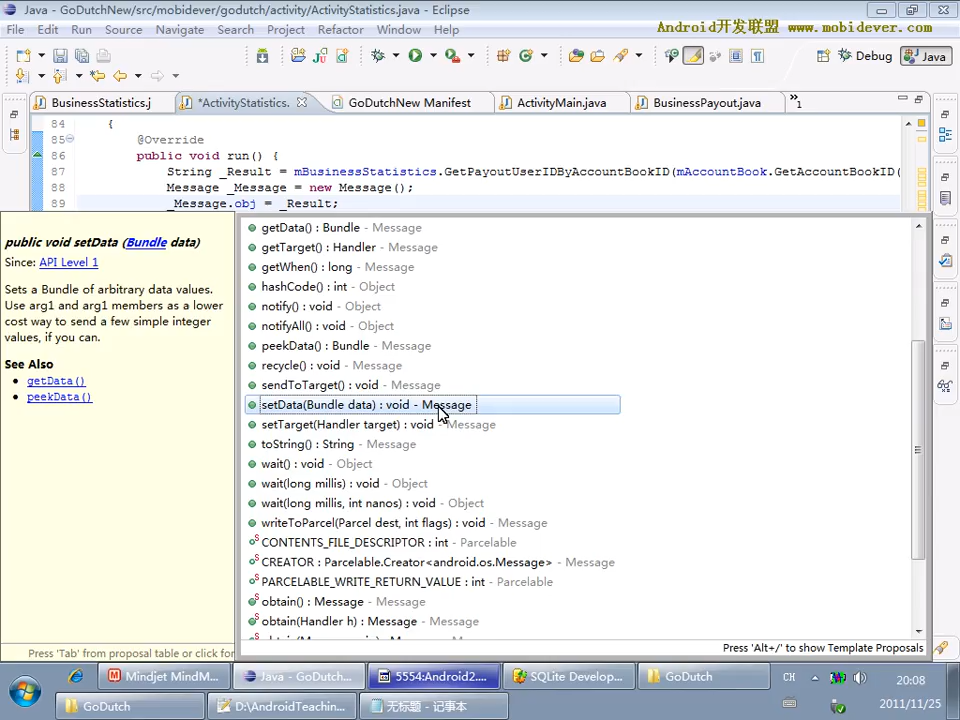 Java - GoDutchNew/src/mobidever/godutch/activity/ActivityStatistics.java - Eclipse
File Edit Run Source Navigate Search Project Refactor Window Help
Android开发联盟 www.mobidever.com
Debug Java
BusinessStatistics.j *ActivityStatistics. GoDutchNew Manifest ActivityMain.java BusinessPayout.java »1
84 {
85 @Override
86 public void run() {
87 String _Result = mBusinessStatistics.GetPayoutUserIDByAccountBookID(mAccountBook.GetAccountBookID(
88 Message _Message = new Message();
89 _Message.obj = _Result;
public void setData (Bundle data)
Since: API Level 1
Sets a Bundle of arbitrary data values.
Use arg1 and arg1 members as a lower
cost way to send a few simple integer
values, if you can.
See Also
getData()
peekData()
Press 'Tab' from proposal table or click for
getData() : Bundle - Message
getTarget() : Handler - Message
getWhen() : long - Message
hashCode() : int - Object
notify() : void - Object
notifyAll() : void - Object
peekData() : Bundle - Message
recycle() : void - Message
sendToTarget() : void - Message
setData(Bundle data) : void - Message
setTarget(Handler target) : void - Message
toString() : String - Message
wait() : void - Object
wait(long millis) : void - Object
wait(long millis, int nanos) : void - Object
writeToParcel(Parcel dest, int flags) : void - Message
CONTENTS_FILE_DESCRIPTOR : int - Parcelable
CREATOR : Parcelable.Creator<android.os.Message> - Message
PARCELABLE_WRITE_RETURN_VALUE : int - Parcelable
obtain() : Message - Message
obtain(Handler h) : Message - Message
Press 'Alt+/' to show Template Proposals
Mindjet MindM... Java - GoDutch... 5554:Android2.... SQLite Develop... GoDutch CH 20:08
GoDutch D:\AndroidTeachin... 无标题 - 记事本 2011/11/25